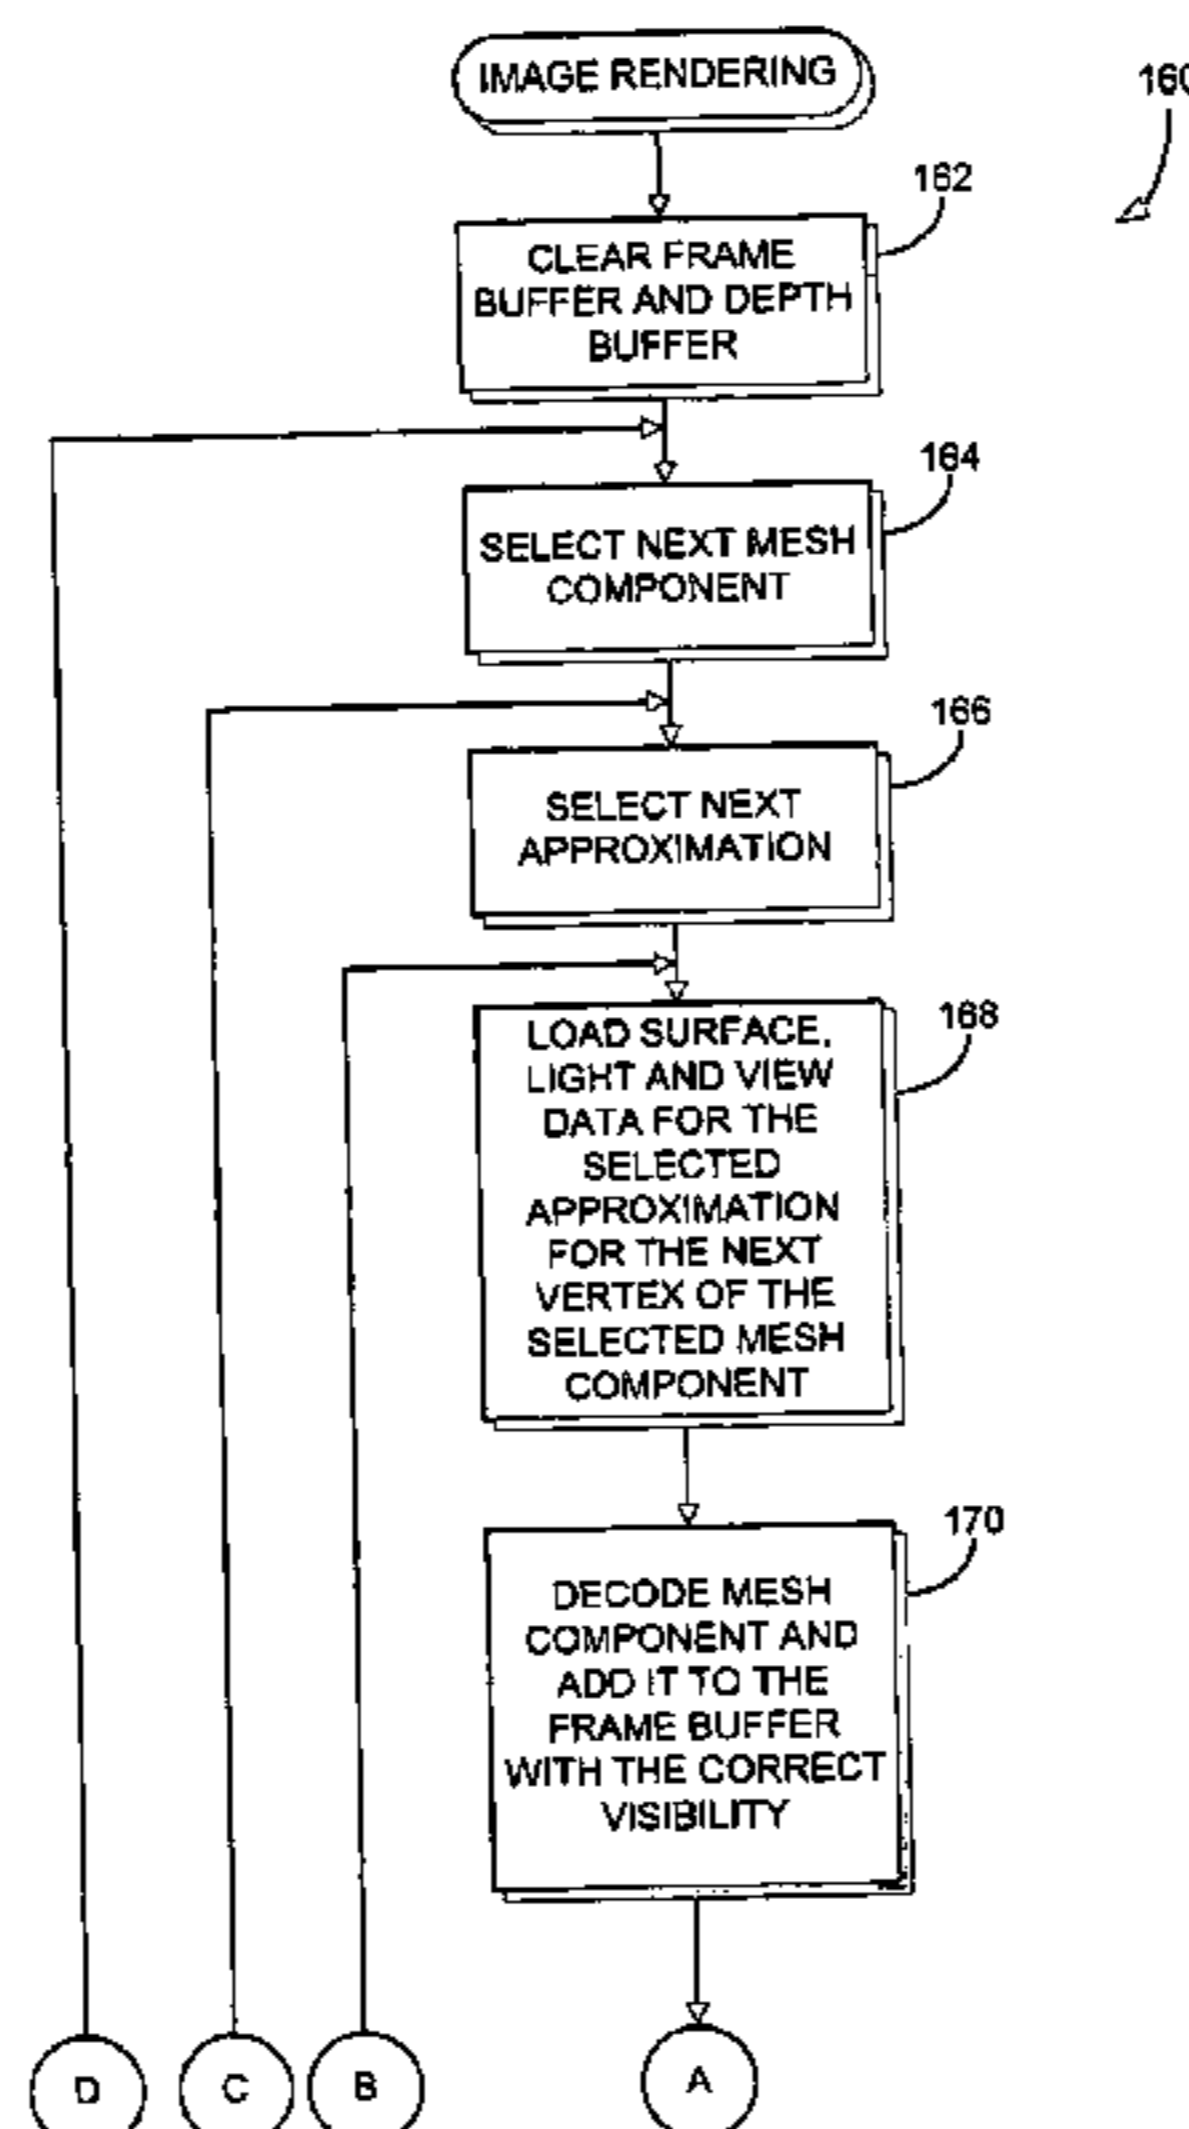 IMAGE RENDERING
160
162
CLEAR FRAME
BUFFER AND DEPTH
BUFFER
164
SELECT NEXT MESH
COMPONENT
166
SELECT NEXT
APPROXIMATION
168
LOAD SURFACE,
LIGHT AND VIEW
DATA FOR THE
SELECTED
APPROXIMATION
FOR THE NEXT
VERTEX OF THE
SELECTED MESH
COMPONENT
170
DECODE MESH
COMPONENT AND
ADD IT TO THE
FRAME BUFFER
WITH THE CORRECT
VISIBILITY
D
C
B
A